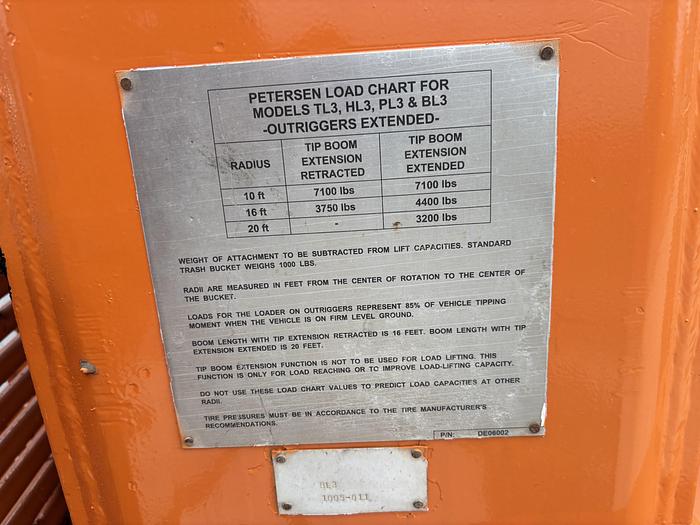 PETERSEN LOAD CHART FOR
MODELS TL3, HL3, PL3 & BL3
-OUTRIGGERS EXTENDED-
RADIUS TIP BOOM EXTENSION RETRACTED TIP BOOM EXTENSION EXTENDED
10 ft 7100 lbs 7100 lbs
16 ft 3750 lbs 4400 lbs
20 ft - 3200 lbs
WEIGHT OF ATTACHMENT TO BE SUBTRACTED FROM LIFT CAPACITIES. STANDARD
TRASH BUCKET WEIGHS 1000 LBS.
RADII ARE MEASURED IN FEET FROM THE CENTER OF ROTATION TO THE CENTER OF
THE BUCKET.
LOADS FOR THE LOADER ON OUTRIGGERS REPRESENT 85% OF VEHICLE TIPPING
MOMENT WHEN THE VEHICLE IS ON FIRM LEVEL GROUND.
BOOM LENGTH WITH TIP EXTENSION RETRACTED IS 16 FEET. BOOM LENGTH WITH TIP
EXTENSION EXTENDED IS 20 FEET.
TIP BOOM EXTENSION FUNCTION IS NOT TO BE USED FOR LOAD LIFTING. THIS
FUNCTION IS ONLY FOR LOAD REACHING OR TO IMPROVE LOAD-LIFTING CAPACITY.
DO NOT USE THESE LOAD CHART VALUES TO PREDICT LOAD CAPACITIES AT OTHER
RADII.
TIRE PRESSURES MUST BE IN ACCORDANCE TO THE TIRE MANUFACTURER'S
RECOMMENDATIONS.
P/N: DE06002
BL3
1005-011